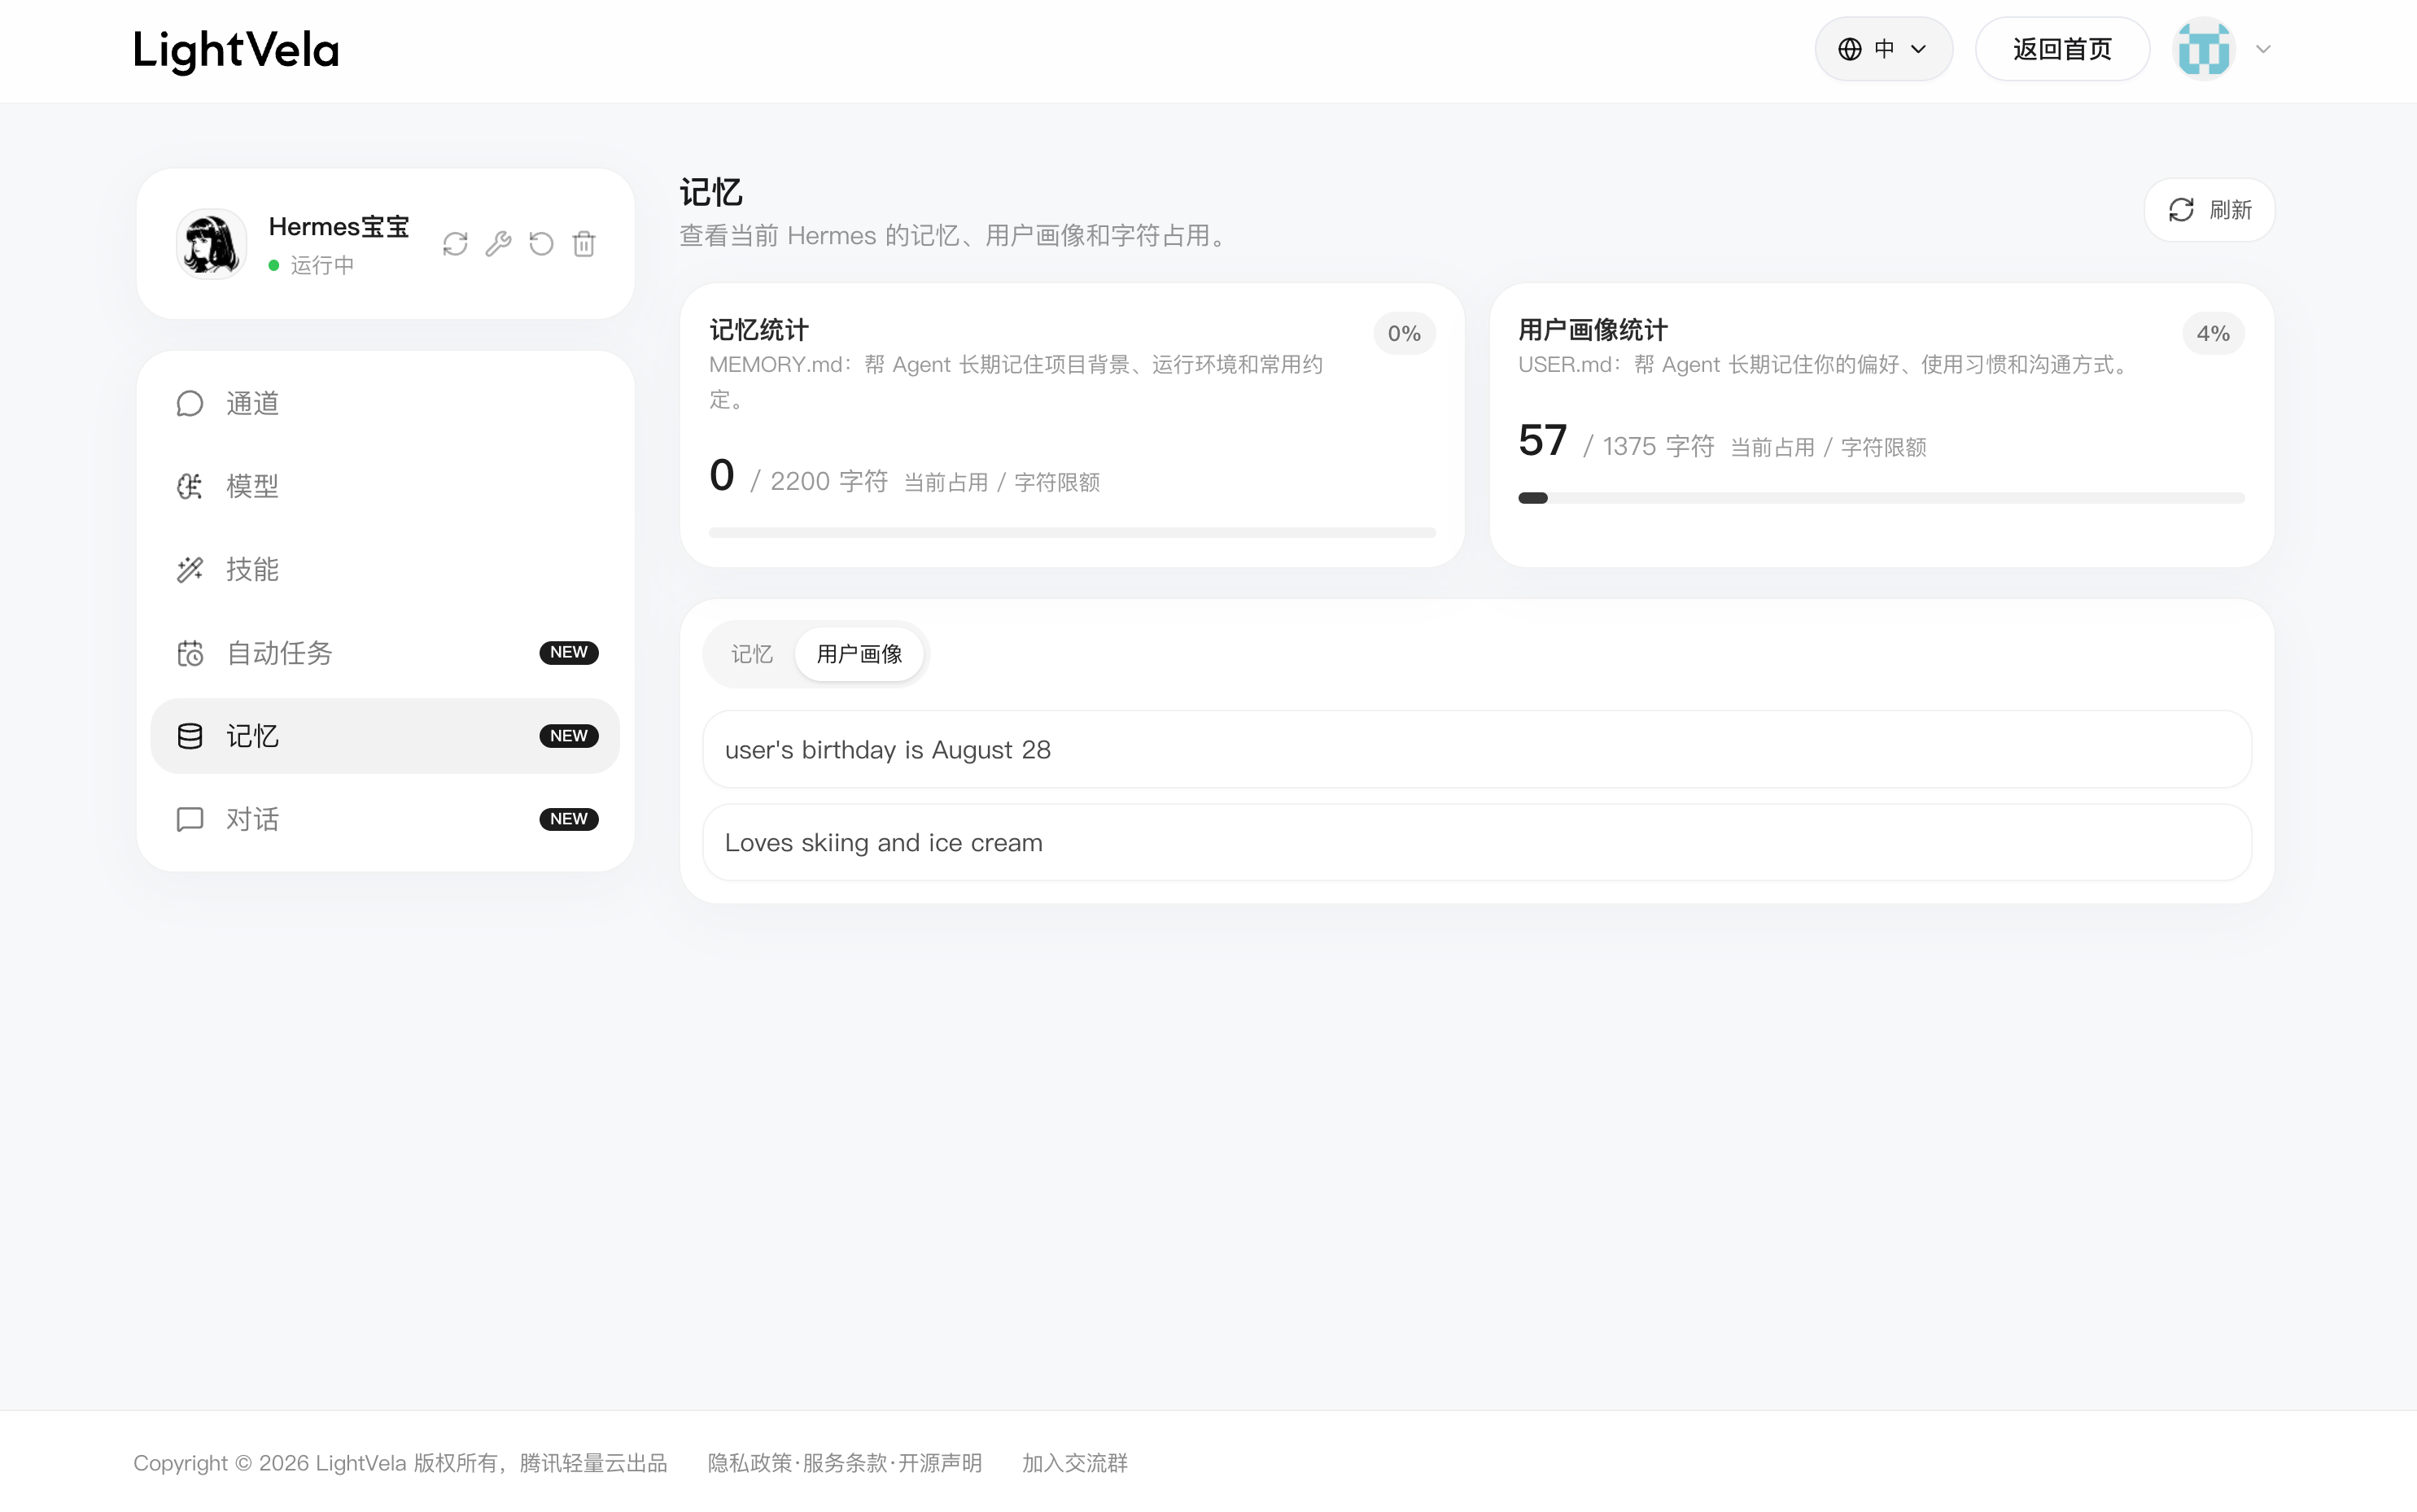 LightVela
中
返回首页
Hermes宝宝
运行中
通道
模型
技能
自动任务 NEW
记忆 NEW
对话 NEW
记忆
查看当前 Hermes 的记忆、用户画像和字符占用。
刷新
记忆统计
0%
MEMORY.md：帮 Agent 长期记住项目背景、运行环境和常用约
定。
0 / 2200 字符 当前占用 / 字符限额
用户画像统计
4%
USER.md：帮 Agent 长期记住你的偏好、使用习惯和沟通方式。
57 / 1375 字符 当前占用 / 字符限额
记忆 用户画像
user's birthday is August 28
Loves skiing and ice cream
Copyright © 2026 LightVela 版权所有，腾讯轻量云出品 隐私政策·服务条款·开源声明 加入交流群